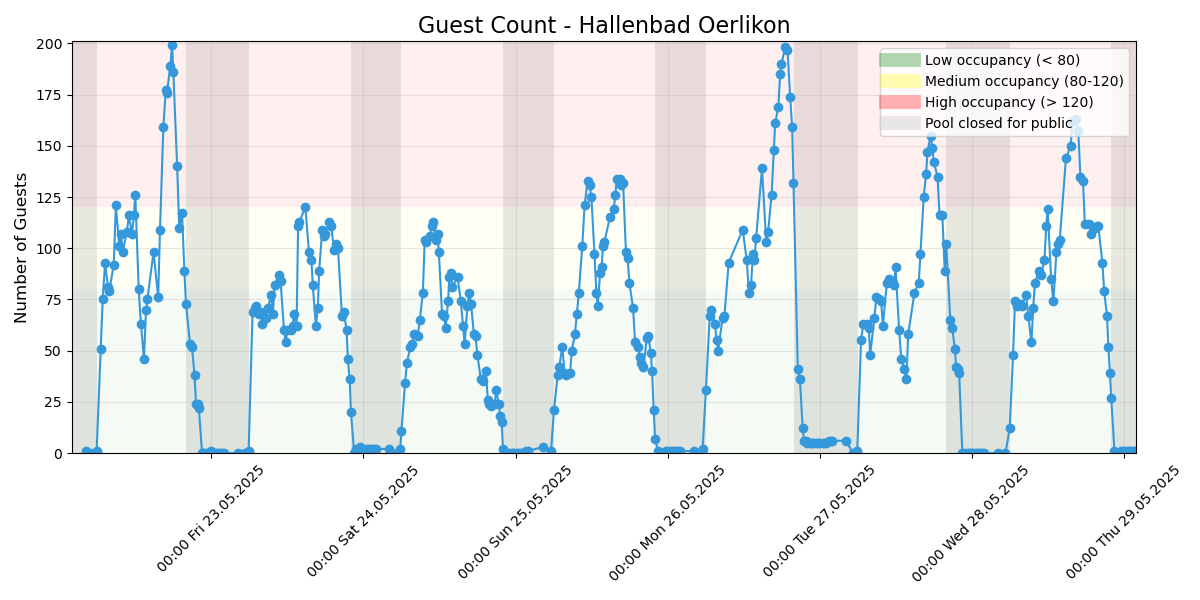 Guest Count - Hallenbad Oerlikon
Number of Guests
200
175
150
125
100
75
50
25
0
Low occupancy (< 80)
Medium occupancy (80-120)
High occupancy (> 120)
Pool closed for public
00:00 Fri 23.05.2025
00:00 Sat 24.05.2025
00:00 Sun 25.05.2025
00:00 Mon 26.05.2025
00:00 Tue 27.05.2025
00:00 Wed 28.05.2025
00:00 Thu 29.05.2025